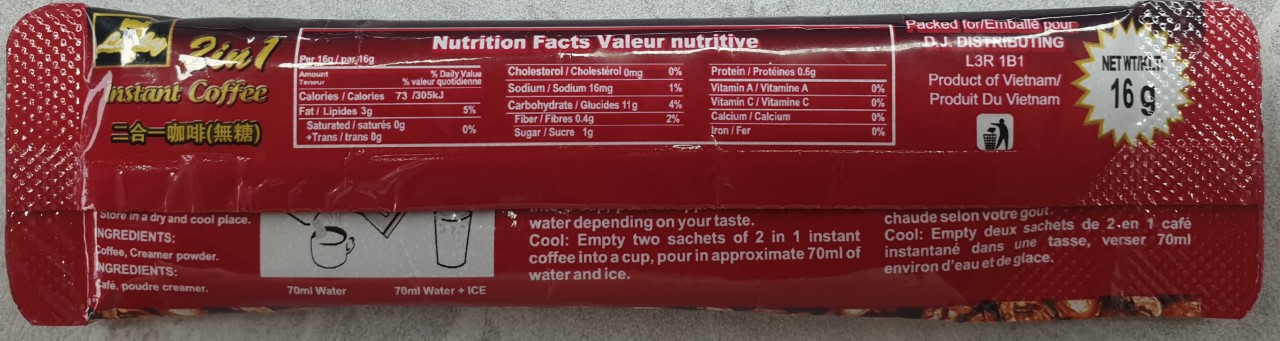 2in1
Instant Coffee
二合一咖啡(無糖)
Nutrition Facts Valeur nutritive
Per 16g / par 16g
Amount
Teneur
% Daily Value
% valeur quotidienne
Calories / Calories 73 /305kJ
Fat / Lipides 3g 5%
Saturated / saturés 0g
+Trans / trans 0g
0%
Cholesterol / Cholestérol 0mg 0%
Sodium / Sodium 16mg 1%
Carbohydrate / Glucides 11g 4%
Fiber / Fibres 0.4g 2%
Sugar / Sucre 1g
Protein / Protéines 0.6g
Vitamin A / Vitamine A 0%
Vitamin C / Vitamine C 0%
Calcium / Calcium 0%
Iron / Fer 0%
Packed for/Emballé pour
D.J. DISTRIBUTING
L3R 1B1
Product of Vietnam/
Produit Du Vietnam
NET WT/
16 g
Store in a dry and cool place.
INGREDIENTS:
Coffee, Creamer powder.
INGREDIENTS:
Café, poudre creamer.
70ml Water
70ml Water + ICE
water depending on your taste.
Cool: Empty two sachets of 2 in 1 instant
coffee into a cup, pour in approximate 70ml of
water and ice.
chaude selon votre goût.
Cool: Empty deux sachets de 2 en 1 café
instantané dans une tasse, verser 70ml
environ d'eau et de glace.